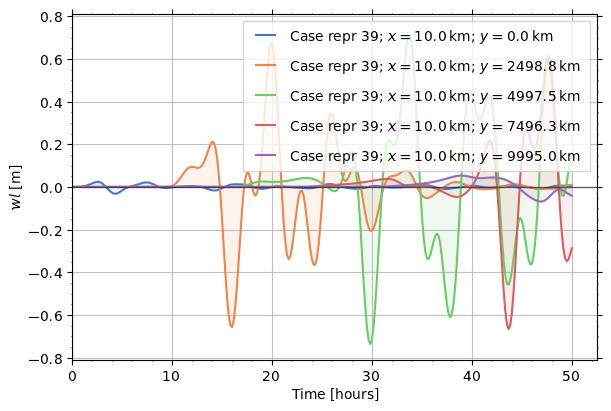 0.8
0.6
0.4
0.2
0.0
−0.2
−0.4
−0.6
−0.8
wl [m]
Case repr 39; x = 10.0 km; y = 0.0 km
Case repr 39; x = 10.0 km; y = 2498.8 km
Case repr 39; x = 10.0 km; y = 4997.5 km
Case repr 39; x = 10.0 km; y = 7496.3 km
Case repr 39; x = 10.0 km; y = 9995.0 km
0 10 20 30 40 50
Time [hours]